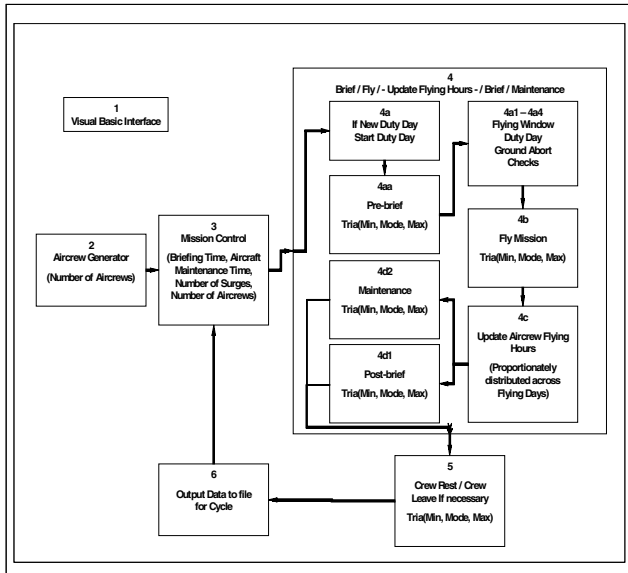 1
Visual Basic Interface
2
Aircrew Generator
(Number of Aircrews)
3
Mission Control
(Briefing Time, Aircraft
Maintenance Time,
Number of Surges,
Number of Aircrews)
4
Brief / Fly / - Update Flying Hours - / Brief / Maintenance
4a
If New Duty Day
Start Duty Day
4aa
Pre-brief
Tria(Min, Mode, Max)
4a1 – 4a4
Flying Window
Duty Day
Ground Abort
Checks
4b
Fly Mission
Tria(Min, Mode, Max)
4c
Update Aircrew Flying
Hours
(Proportionately
distributed across
Flying Days)
4d2
Maintenance
Tria(Min, Mode, Max)
4d1
Post-brief
Tria(Min, Mode, Max)
5
Crew Rest / Crew
Leave If necessary
Tria(Min, Mode, Max)
6
Output Data to file
for Cycle